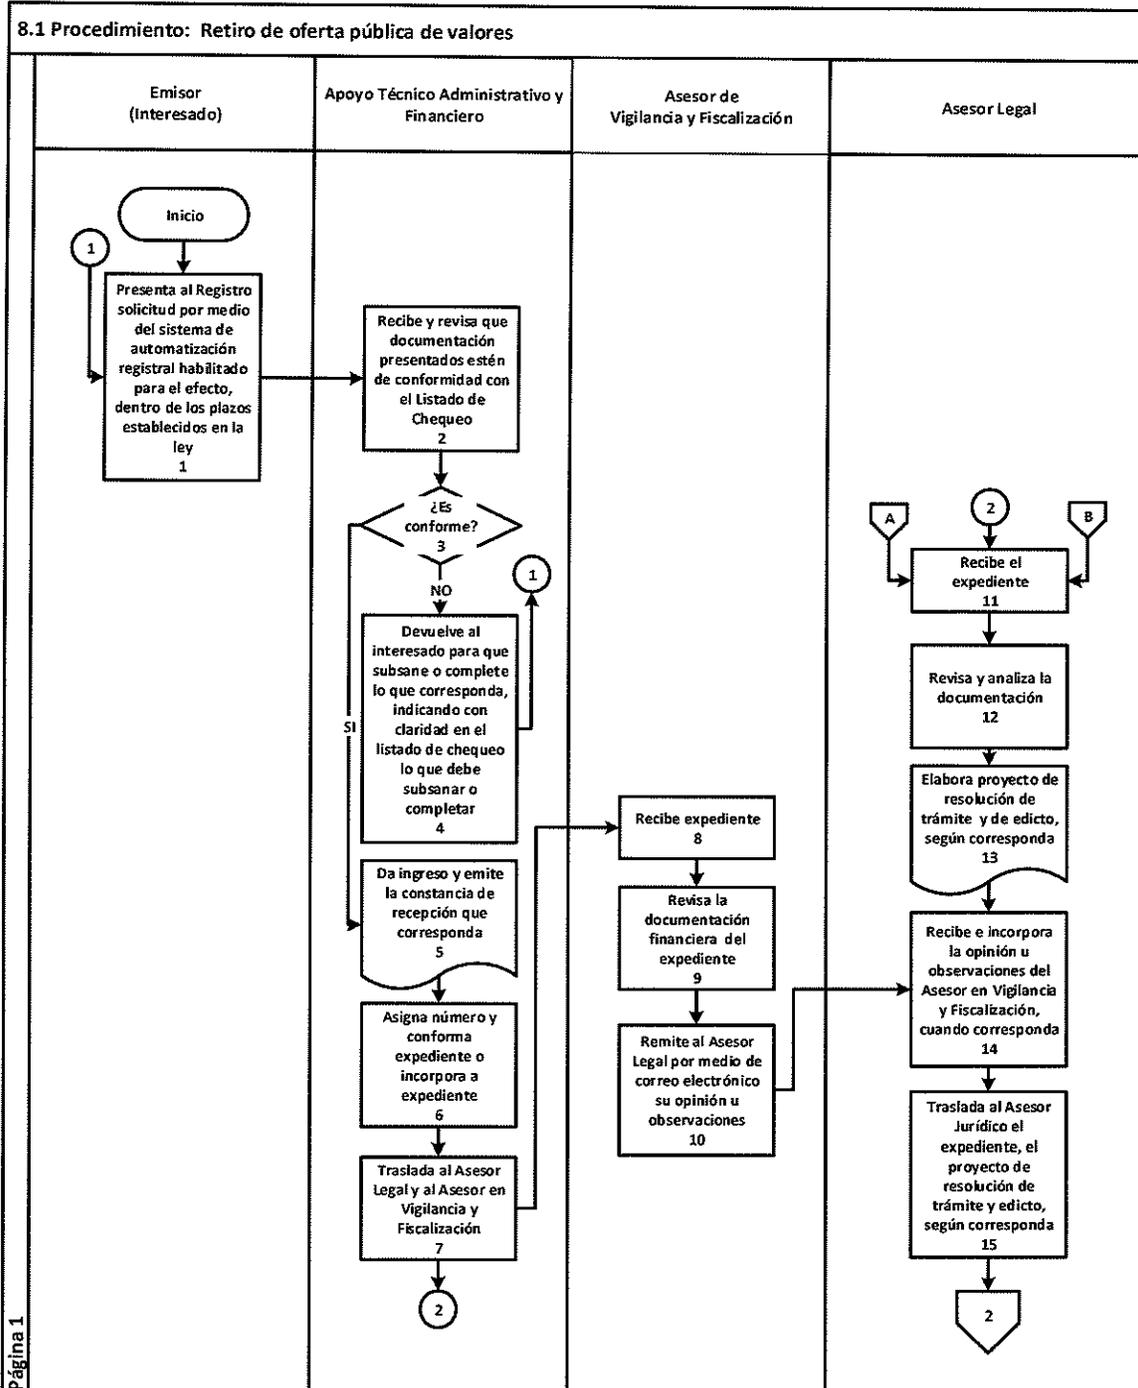 8.1 Procedimiento: Retiro de oferta pública de valores
Emisor
(Interesado)
Apoyo Técnico Administrativo y
Financiero
Asesor de
Vigilancia y Fiscalización
Asesor Legal
Inicio
1
Presenta al Registro
solicitud por medio
del sistema de
automatización
registral habilitado
para el efecto,
dentro de los plazos
establecidos en la
ley
1
Recibe y revisa que
documentación
presentados estén
de conformidad con
el Listado de
Chequeo
2
¿Es
conforme?
3
NO
SI
1
Devuelve al
interesado para que
subsane o complete
lo que corresponda,
indicando con
claridad en el
listado de chequeo
lo que debe
subsanar o
completar
4
Da ingreso y emite
la constancia de
recepción que
corresponda
5
Asigna número y
conforma
expediente o
incorpora a
expediente
6
Traslada al Asesor
Legal y al Asesor en
Vigilancia y
Fiscalización
7
2
Recibe expediente
8
Revisa la
documentación
financiera del
expediente
9
Remite al Asesor
Legal por medio de
correo electrónico
su opinión u
observaciones
10
A
2
B
Recibe el
expediente
11
Revisa y analiza la
documentación
12
Elabora proyecto de
resolución de
trámite y de edicto,
según corresponda
13
Recibe e incorpora
la opinión u
observaciones del
Asesor en Vigilancia
y Fiscalización,
cuando corresponda
14
Traslada al Asesor
Jurídico el
expediente, el
proyecto de
resolución de
trámite y edicto,
según corresponda
15
2
Página 1